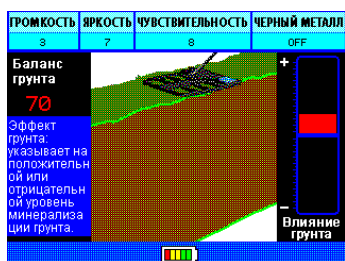 ГРОМКОСТЬ ЯРКОСТЬ ЧУВСТВИТЕЛЬНОСТЬ ЧЕРНЫЙ МЕТАЛЛ
3 7 8 OFF
Баланс
грунта
70
Эффект
грунта:
указывает на
положительн
ой или
отрицательн
ой уровень
минерализа
ции грунта.
+
−
Влияние
грунта